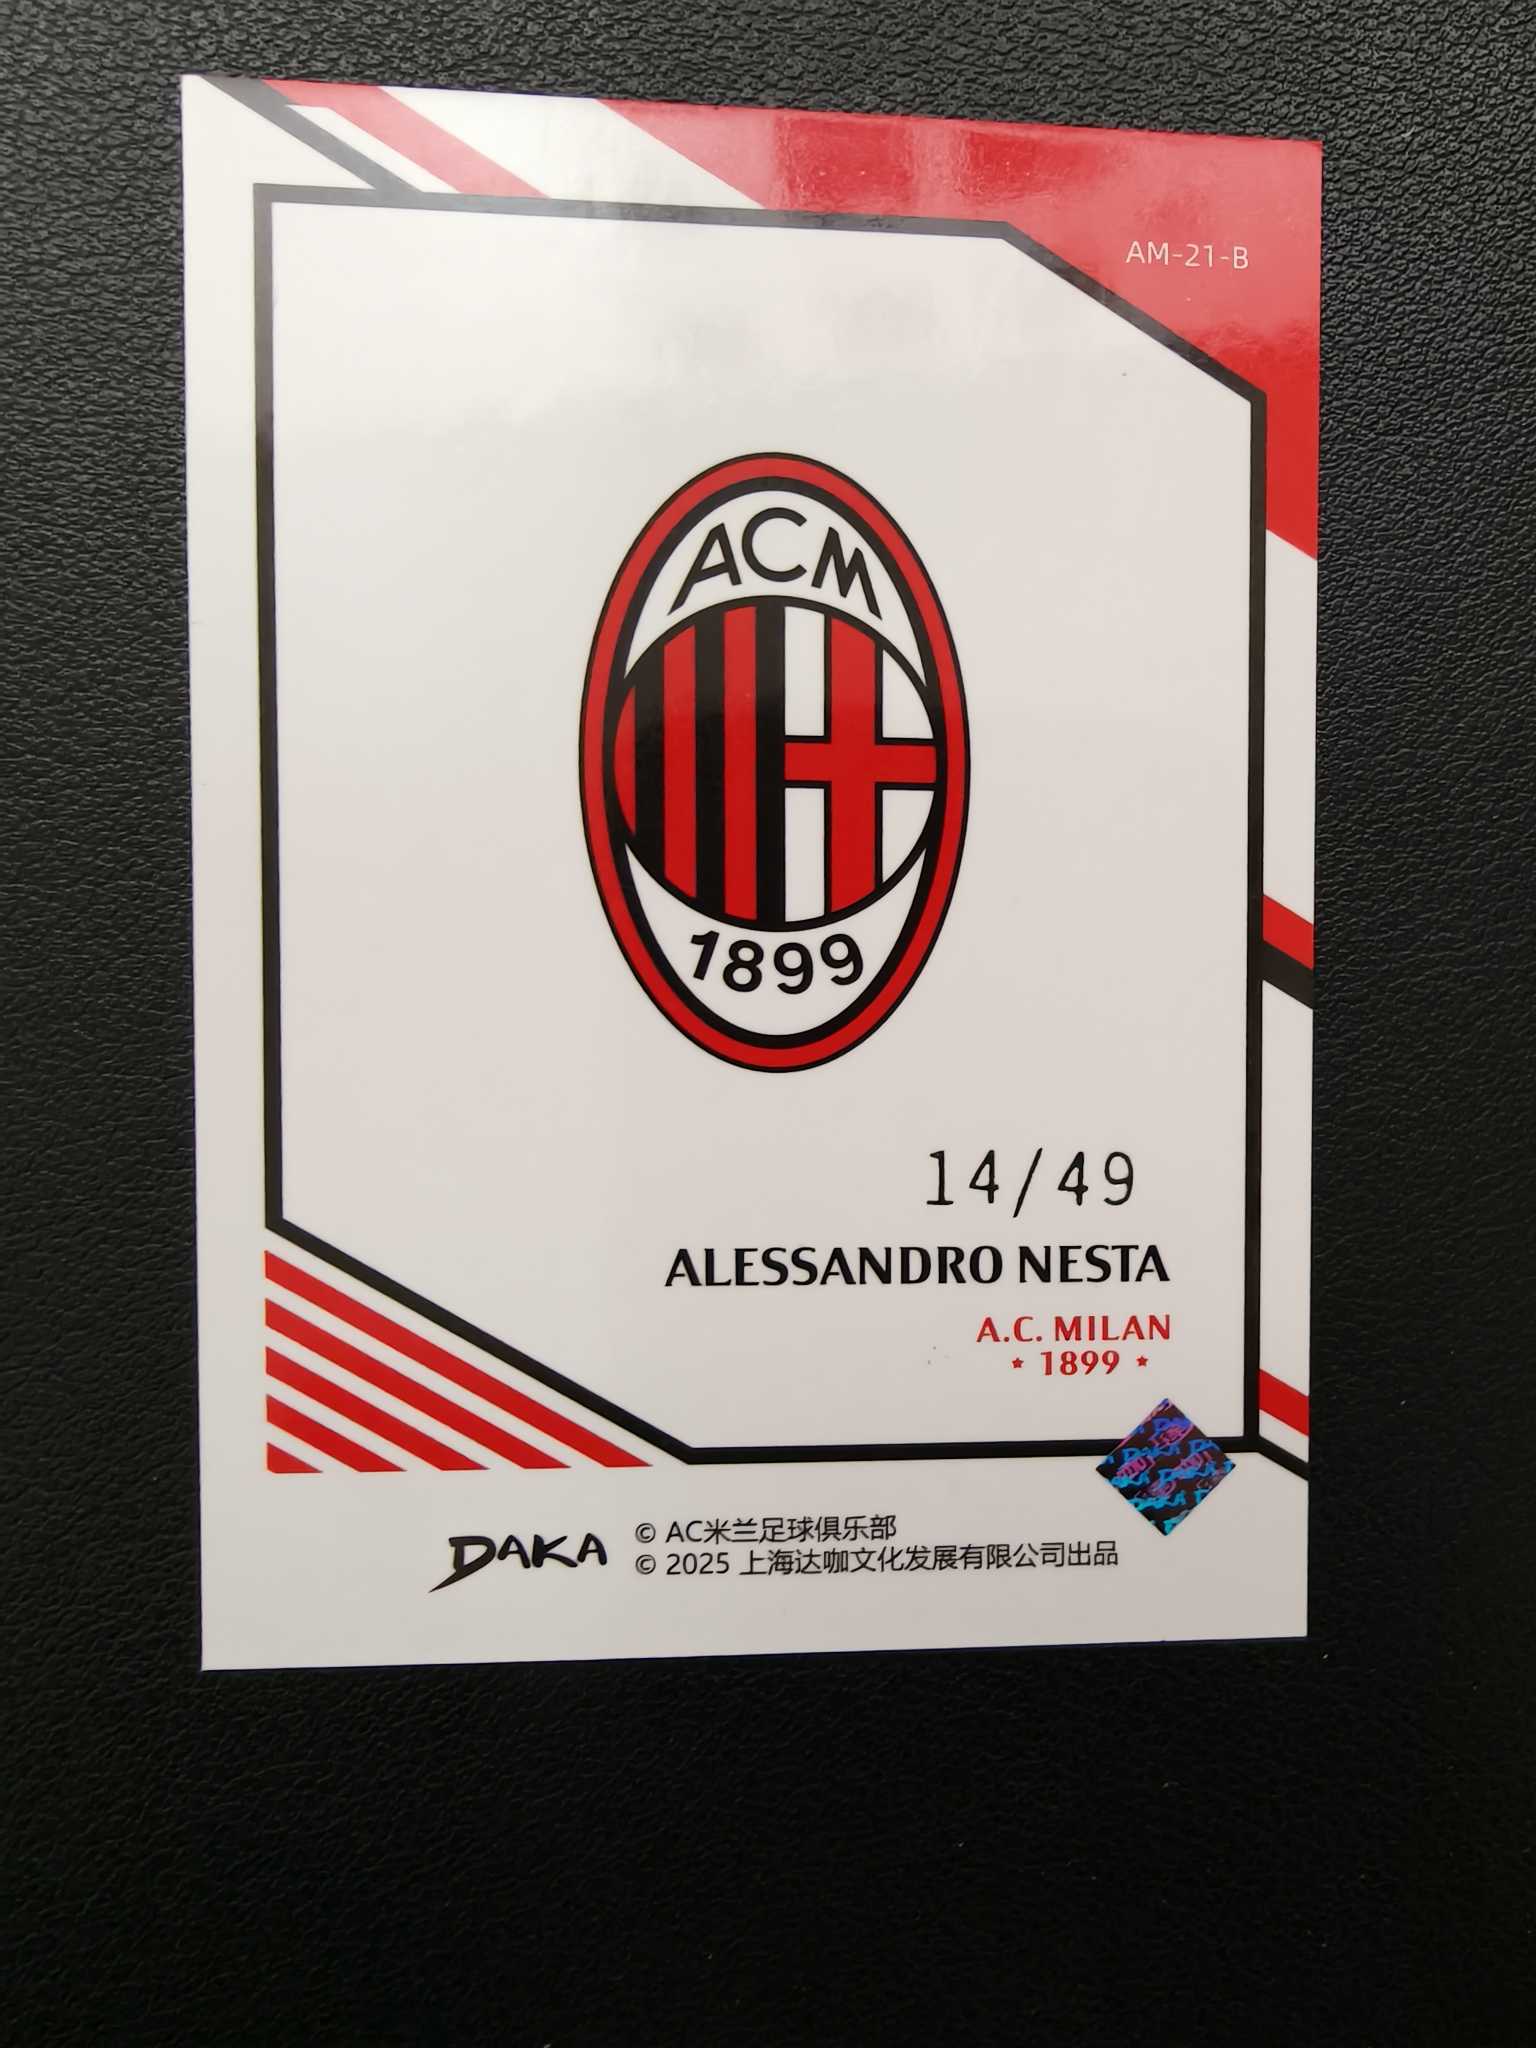 AM-21-B
ACM
1899
14/49
ALESSANDRO NESTA
A.C. MILAN
1899
DAKA
© AC米兰足球俱乐部
© 2025 上海达咖文化发展有限公司出品